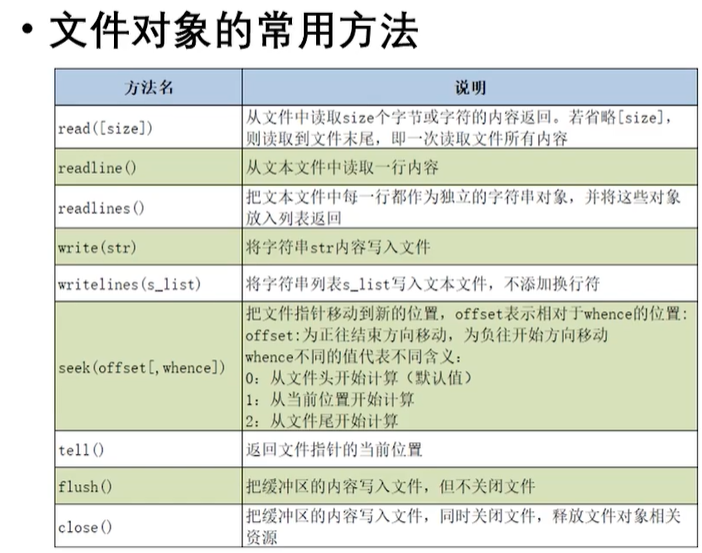 • 文件对象的常用方法
方法名 说明
read([size]) 从文件中读取size个字节或字符的内容返回。若省略[size],
则读取到文件末尾，即一次读取文件所有内容
readline() 从文本文件中读取一行内容
readlines() 把文本文件中每一行都作为独立的字符串对象，并将这些对象
放入列表返回
write(str) 将字符串str内容写入文件
writelines(s_list) 将字符串列表s_list写入文本文件，不添加换行符
seek(offset[,whence]) 把文件指针移动到新的位置，offset表示相对于whence的位置:
offset:为正往结束方向移动，为负往开始方向移动
whence不同的值代表不同含义:
0: 从文件头开始计算（默认值）
1: 从当前位置开始计算
2: 从文件尾开始计算
tell() 返回文件指针的当前位置
flush() 把缓冲区的内容写入文件，但不关闭文件
close() 把缓冲区的内容写入文件，同时关闭文件，释放文件对象相关
资源